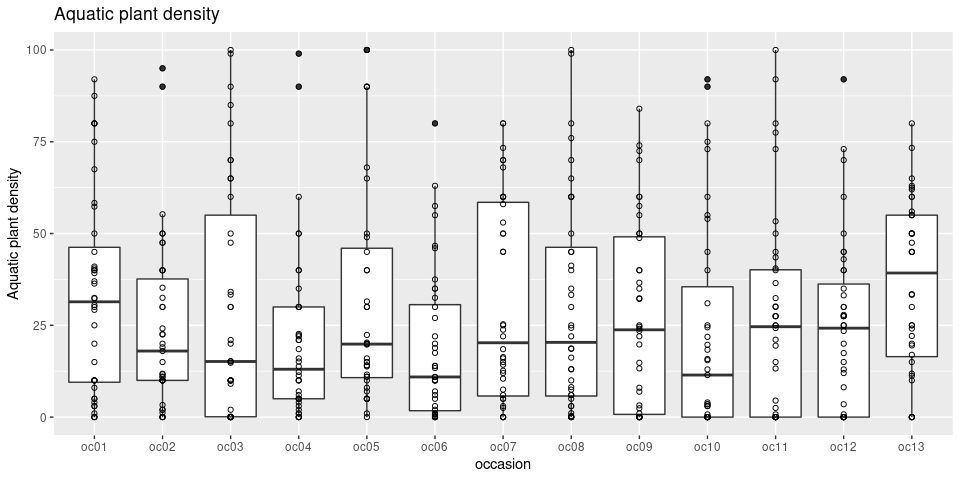 Aquatic plant density
Aquatic plant density
100
75
50
25
0
oc01 oc02 oc03 oc04 oc05 oc06 oc07 oc08 oc09 oc10 oc11 oc12 oc13
occasion